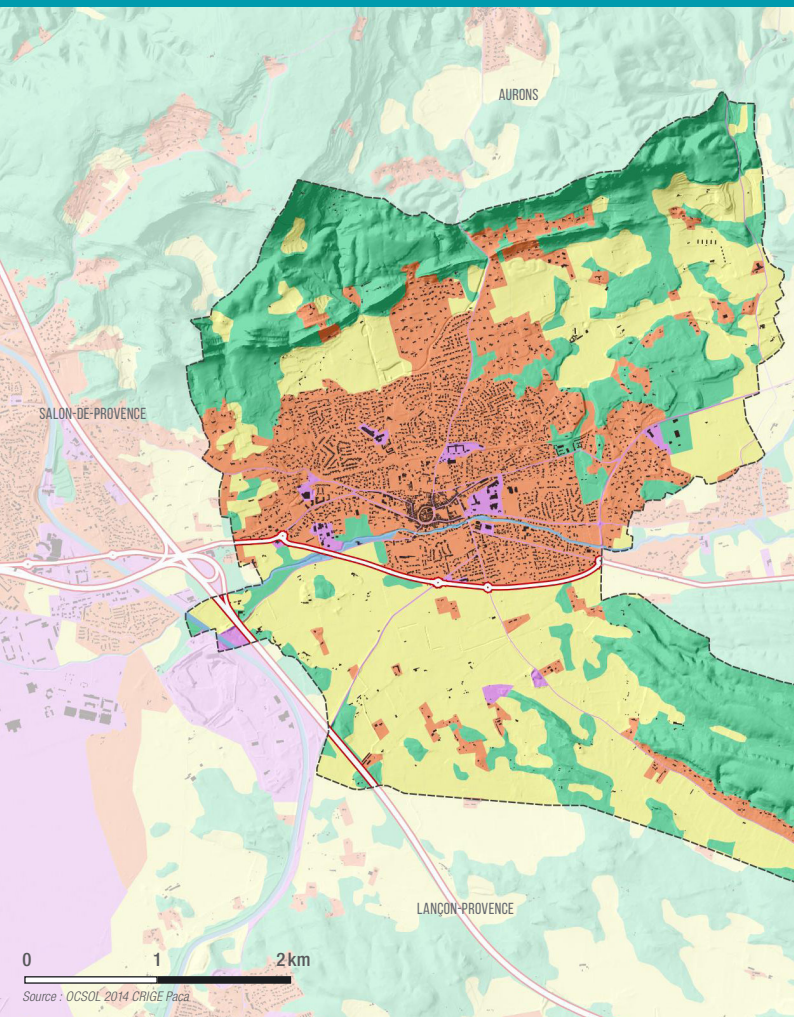 AURONS
SALON-DE-PROVENCE
LANÇON-PROVENCE
0 1 2 km
Source : OCSOL 2014 CRIGE Paca